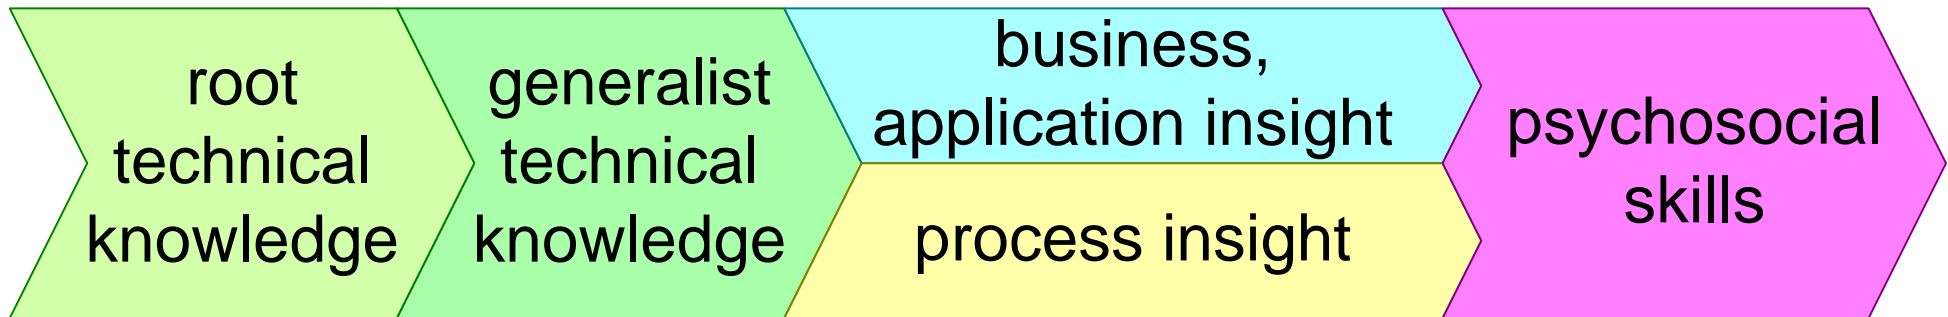 root
technical
knowledge
generalist
technical
knowledge
business,
application insight
process insight
psychosocial
skills